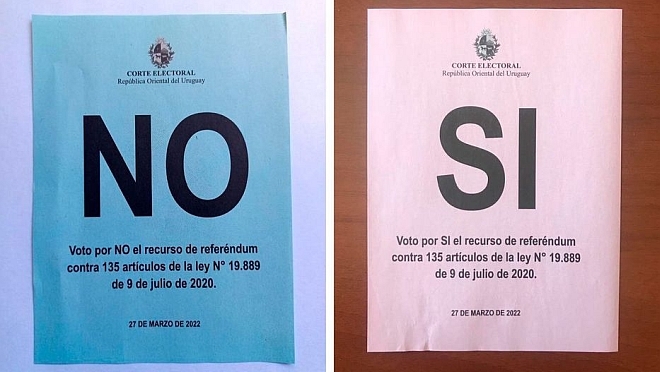 CORTE ELECTORAL
República Oriental del Uruguay
NO
Voto por NO el recurso de referéndum
contra 135 artículos de la ley N° 19.889
de 9 de julio de 2020.
27 DE MARZO DE 2022
CORTE ELECTORAL
República Oriental del Uruguay
SI
Voto por SI el recurso de referéndum
contra 135 artículos de la ley N° 19.889
de 9 de julio de 2020.
27 DE MARZO DE 2022